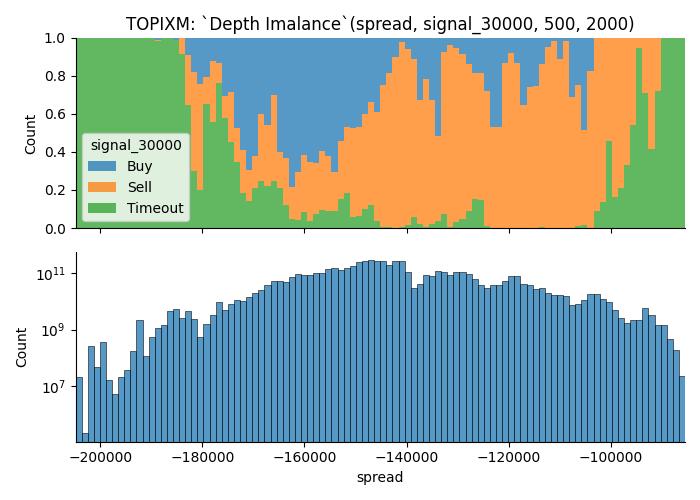 TOPIXM: `Depth Imalance`(spread, signal_30000, 500, 2000)
1.0
0.8
0.6
0.4
0.2
0.0
Count
signal_30000
Buy
Sell
Timeout
10¹¹
10⁹
10⁷
Count
−200000
−180000
−160000
−140000
−120000
−100000
spread